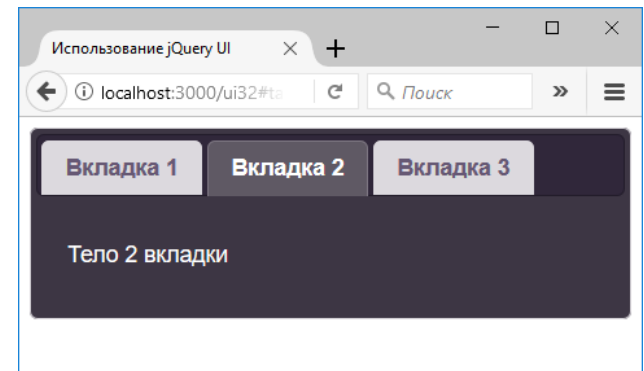 Использование jQuery UI
localhost:3000/ui32#ta
Поиск
Вкладка 1 Вкладка 2 Вкладка 3
Тело 2 вкладки